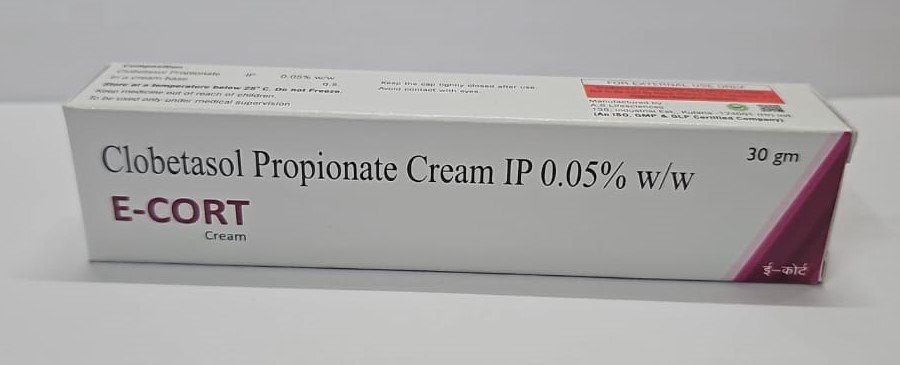 Composition
Clobetasol Propionate IP 0.05% w/w
In a cream base q.s.
Store at a temperature below 25° C. Do not Freeze
Keep medicine out of reach of children.
To be used only under medical supervision
Keep the cap tightly closed after use.
Avoid contact with eyes.
FOR EXTERNAL USE ONLY
Manufactured by
(An ISO, GMP & GLP Certified Company)
Clobetasol Propionate Cream IP 0.05% w/w
30 gm
E-CORT
Cream
ई-कोर्ट